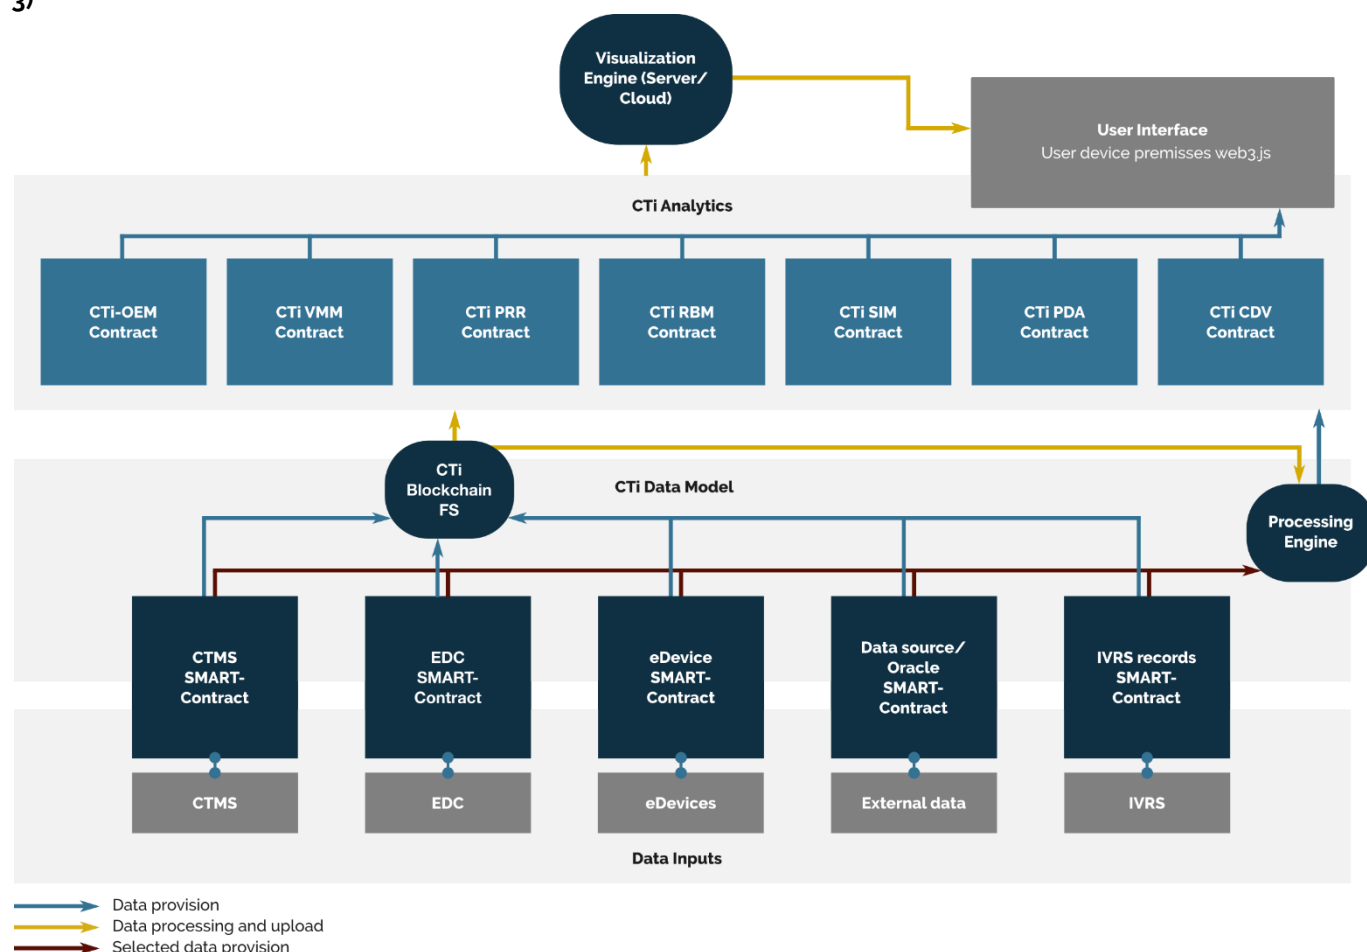 3)
Visualization
Engine (Server/
Cloud)
User Interface
User device premisses web3.js
CTi Analytics
CTi-OEM
Contract
CTi VMM
Contract
CTi PRR
Contract
CTi RBM
Contract
CTi SIM
Contract
CTi PDA
Contract
CTi CDV
Contract
CTi
Blockchain
FS
CTi Data Model
Processing
Engine
CTMS
SMART-
Contract
EDC
SMART-
Contract
eDevice
SMART-
Contract
Data source/
Oracle
SMART-
Contract
IVRS records
SMART-
Contract
CTMS
EDC
eDevices
External data
IVRS
Data Inputs
Data provision
Data processing and upload
Selected data provision